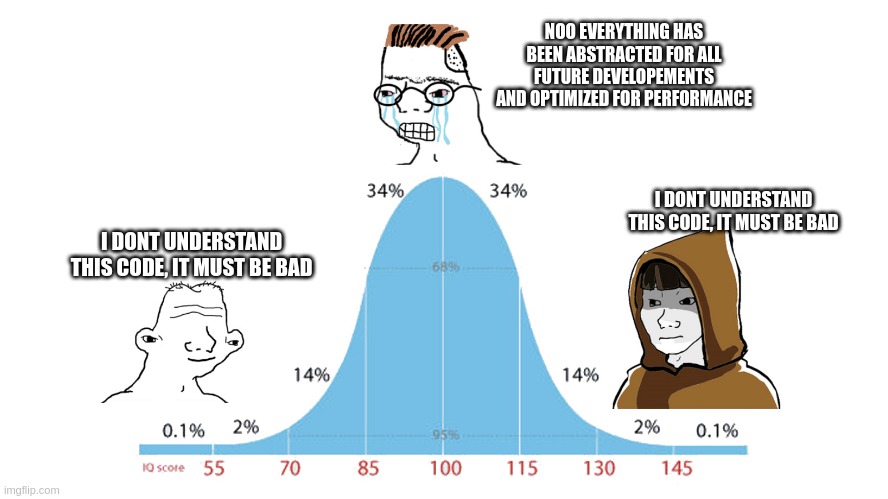 NOO EVERYTHING HAS
BEEN ABSTRACTED FOR ALL
FUTURE DEVELOPEMENTS
AND OPTIMIZED FOR PERFORMANCE
I DONT UNDERSTAND
THIS CODE, IT MUST BE BAD
I DONT UNDERSTAND
THIS CODE, IT MUST BE BAD
34% 34%
68%
14% 14%
0.1% 2% 95% 2% 0.1%
IQ score 55 70 85 100 115 130 145
imgflip.com